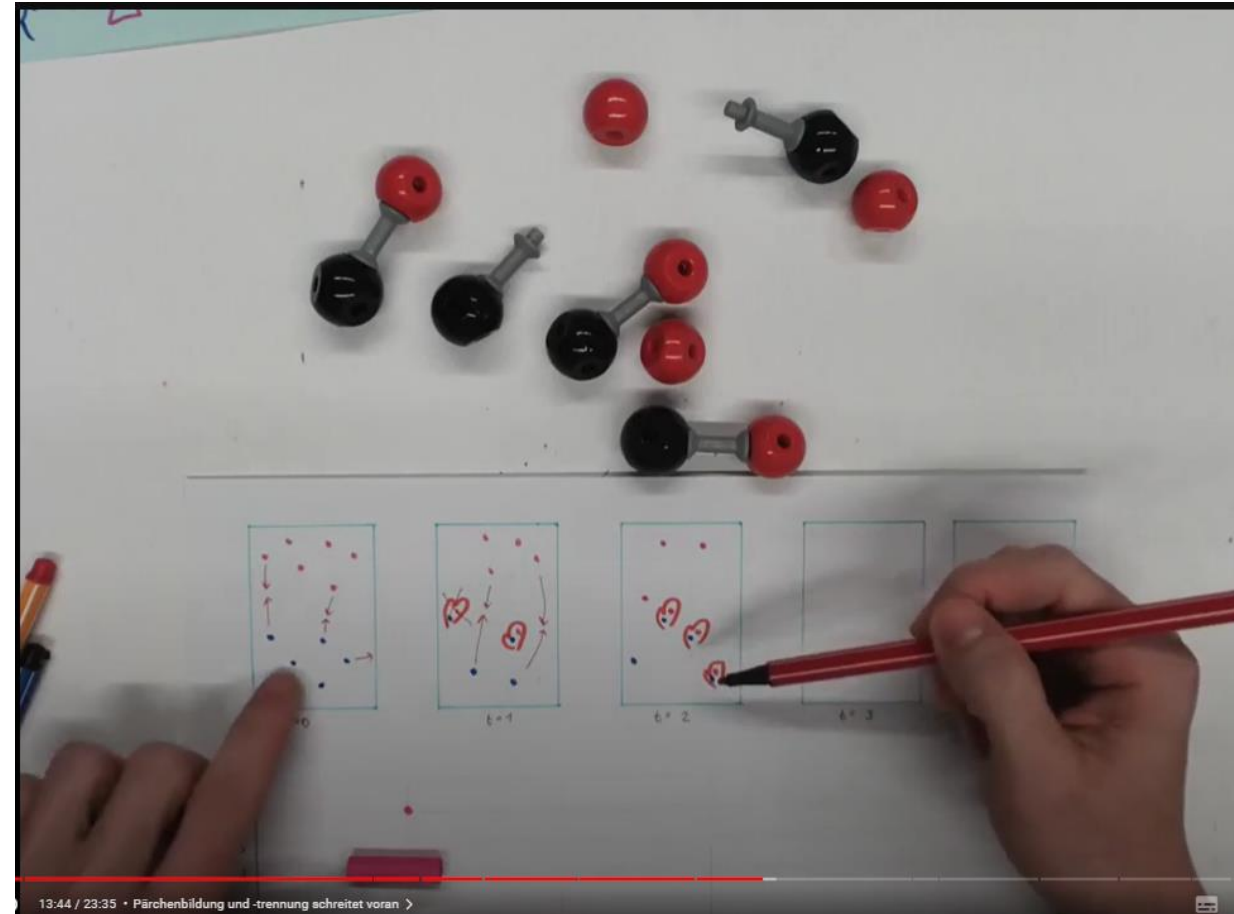 t=1
t= 2
t= 3
13:44 / 23:35 • Pärchenbildung und -trennung schreitet voran >